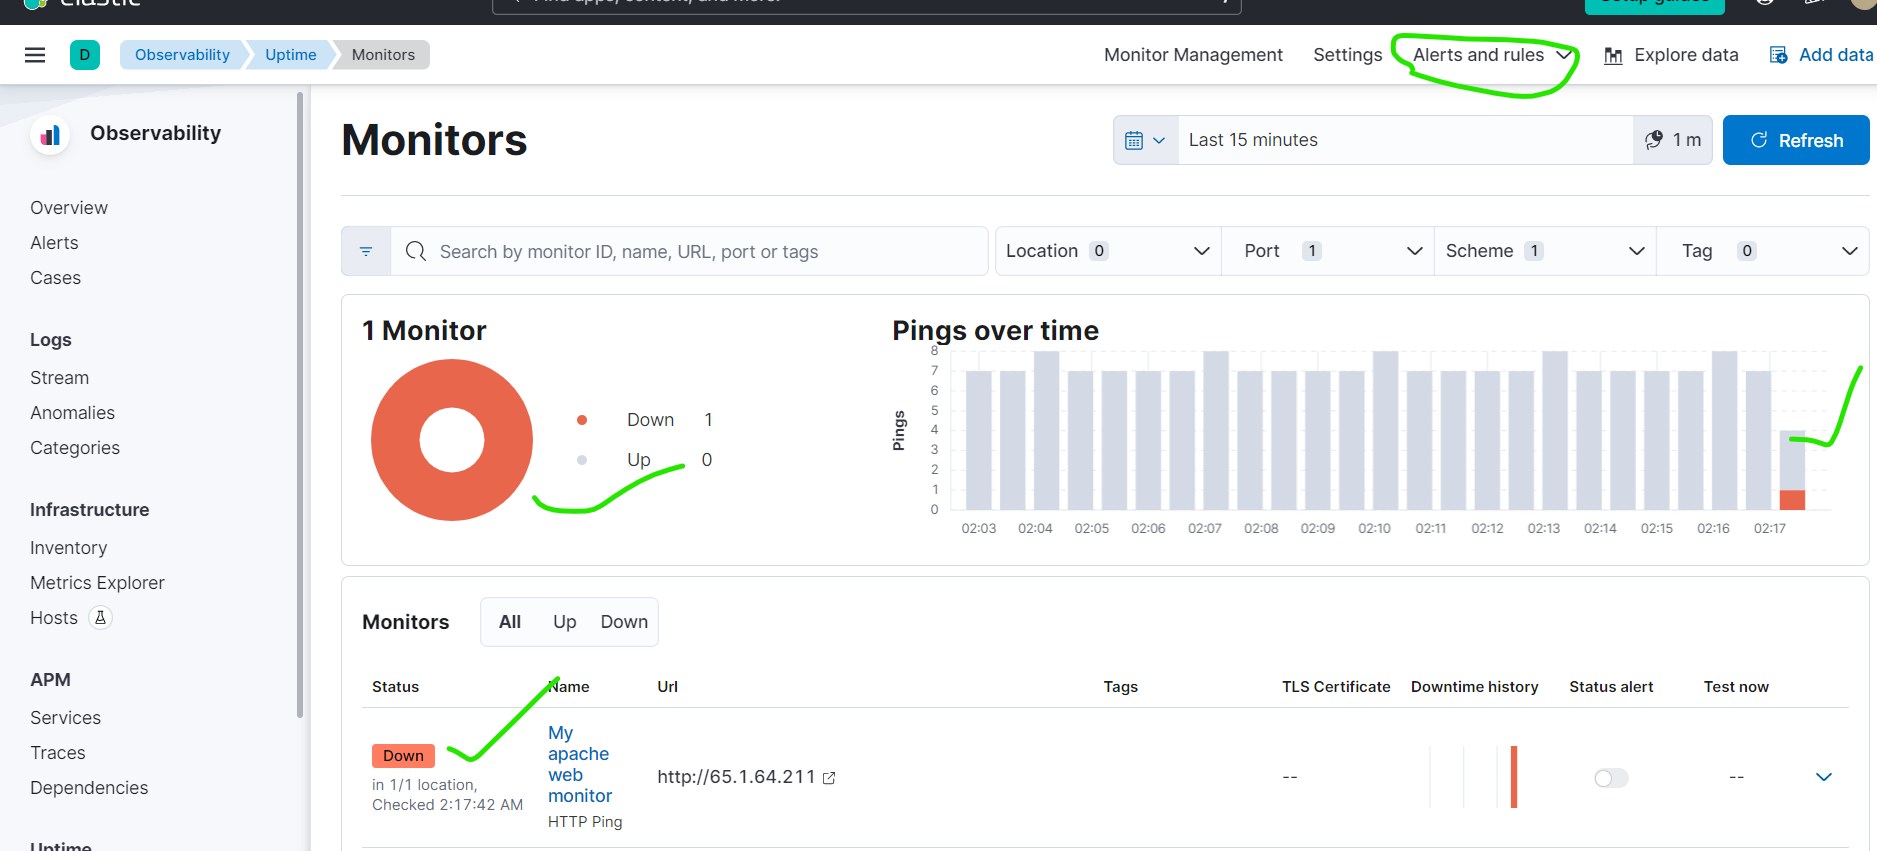 elastic
Find apps, content, and more.
Setup guides
D
Observability
Uptime
Monitors
Monitor Management
Settings
Alerts and rules
Explore data
Add data
Observability
Overview
Alerts
Cases
Logs
Stream
Anomalies
Categories
Infrastructure
Inventory
Metrics Explorer
Hosts
APM
Services
Traces
Dependencies
Uptime
Monitors
Last 15 minutes
1 m
Refresh
Search by monitor ID, name, URL, port or tags
Location 0
Port 1
Scheme 1
Tag 0
1 Monitor
Down 1
Up 0
Pings over time
Pings
8
7
6
5
4
3
2
1
0
02:03 02:04 02:05 02:06 02:07 02:08 02:09 02:10 02:11 02:12 02:13 02:14 02:15 02:16 02:17
Monitors
All Up Down
Status Name Url Tags TLS Certificate Downtime history Status alert Test now
Down
in 1/1 location,
Checked 2:17:42 AM
My
apache
web
monitor
HTTP Ping
http://65.1.64.211
--
--